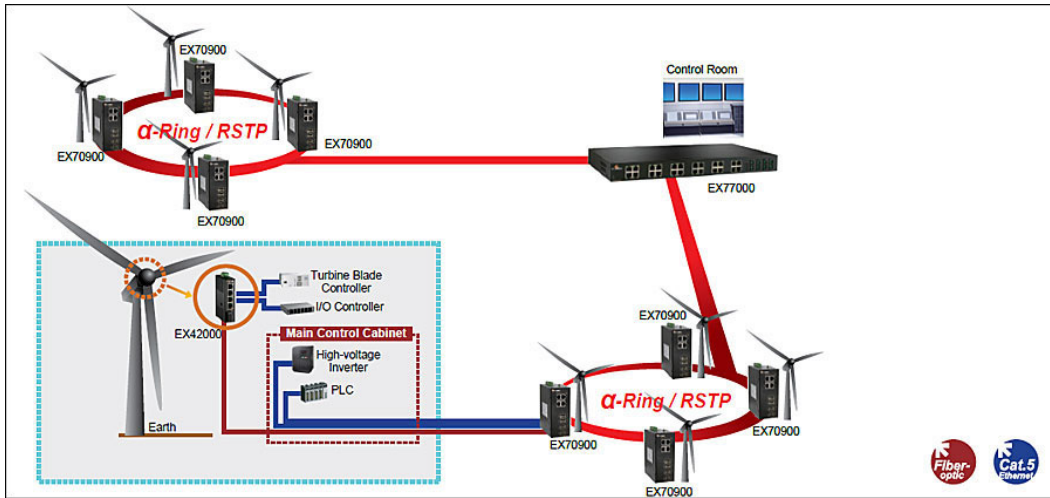 EX70900
EX70900
α-Ring / RSTP
EX70900
EX70900
Control Room
EX77000
Turbine Blade
Controller
I/O Controller
EX42000
Main Control Cabinet
High-voltage
Inverter
PLC
Earth
EX70900
α-Ring / RSTP
EX70900
EX70900
EX70900
Fiber-
optic
Cat.5
Ethernet